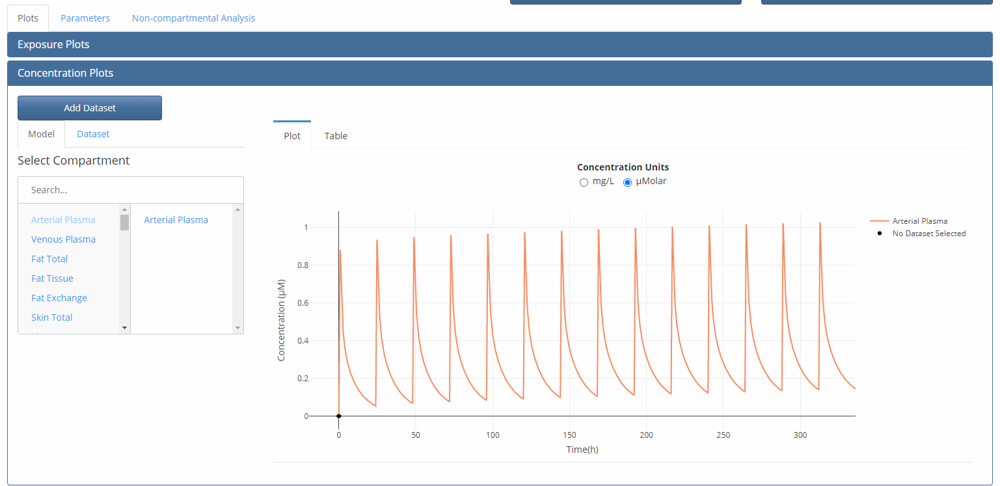 Plots Parameters Non-compartmental Analysis
Exposure Plots
Concentration Plots
Add Dataset
Model Dataset
Select Compartment
Search...
Arterial Plasma
Venous Plasma
Fat Total
Fat Tissue
Fat Exchange
Skin Total
Arterial Plasma
Plot Table
Concentration Units
mg/L µMolar
Concentration (µM)
1
0.8
0.6
0.4
0.2
0
0 50 100 150 200 250 300
Time(h)
Arterial Plasma
No Dataset Selected